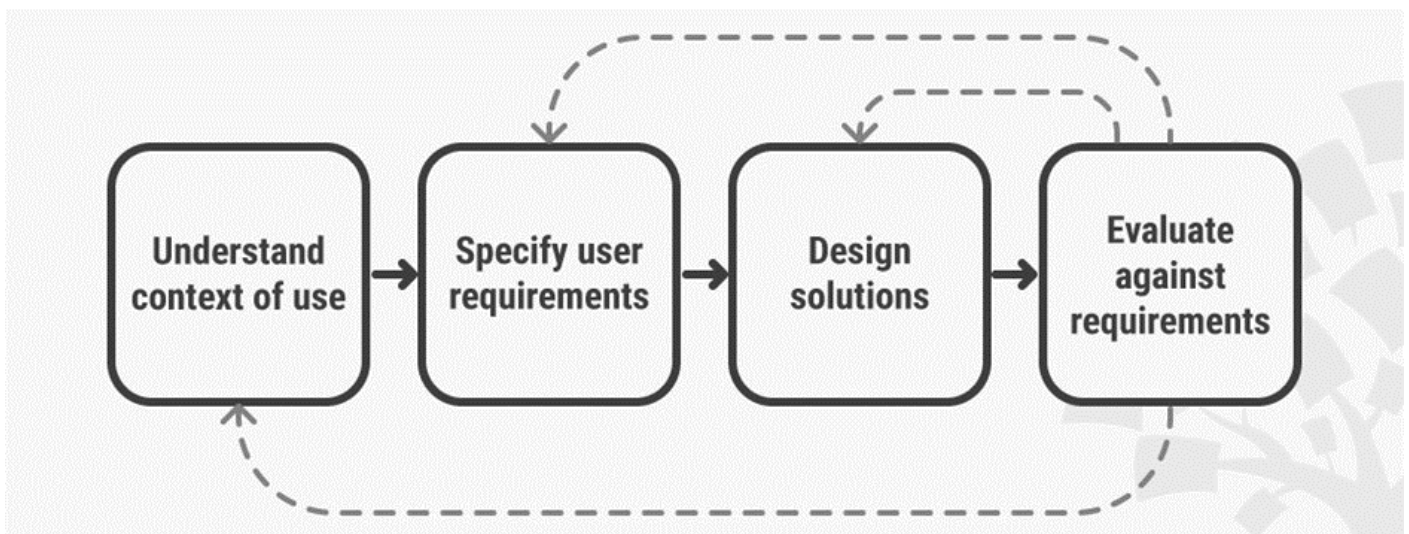 Understand
context of use
Specify user
requirements
Design
solutions
Evaluate
against
requirements